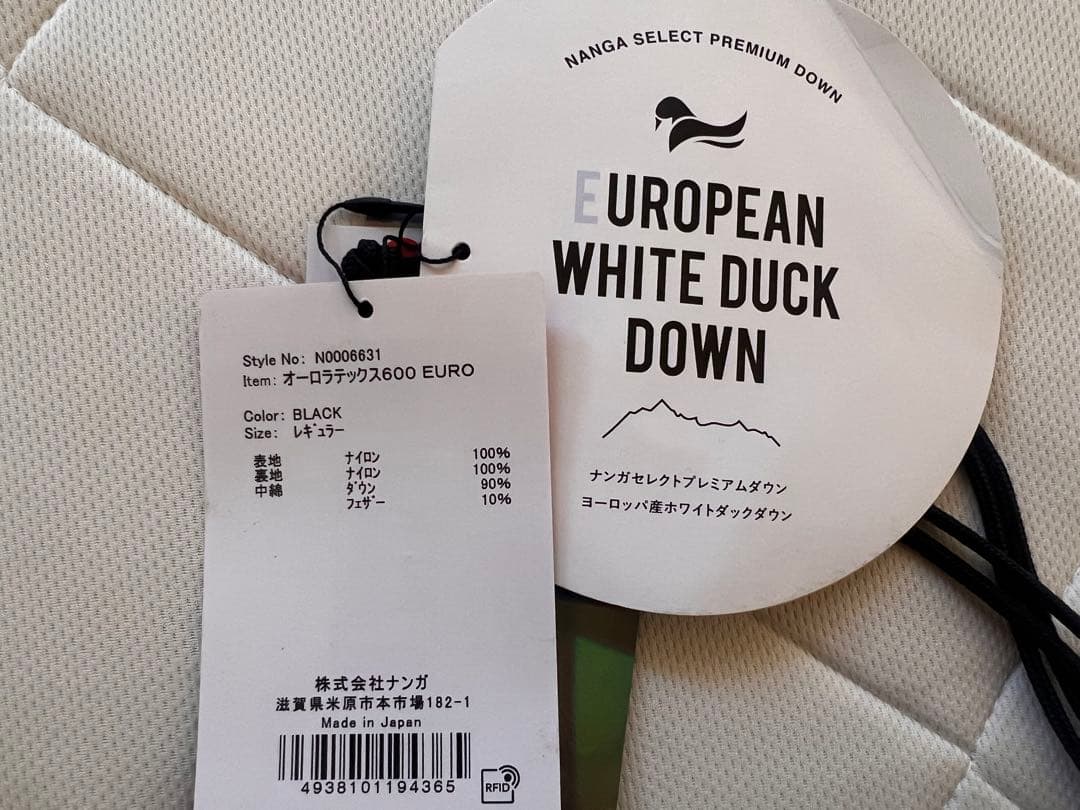 NANGA SELECT PREMIUM DOWN
EUROPEAN
WHITE DUCK
DOWN
ナンガセレクトプレミアムダウン
ヨーロッパ産ホワイトダックダウン
Style No: N0006631
Item: オーロラテックス600 EURO
Color: BLACK
Size: レギュラー
表地 ナイロン 100%
裏地 ナイロン 100%
中綿 ダウン 90%
フェザー 10%
株式会社ナンガ
滋賀県米原市本市場182-1
Made in Japan
4938101194365
RFID